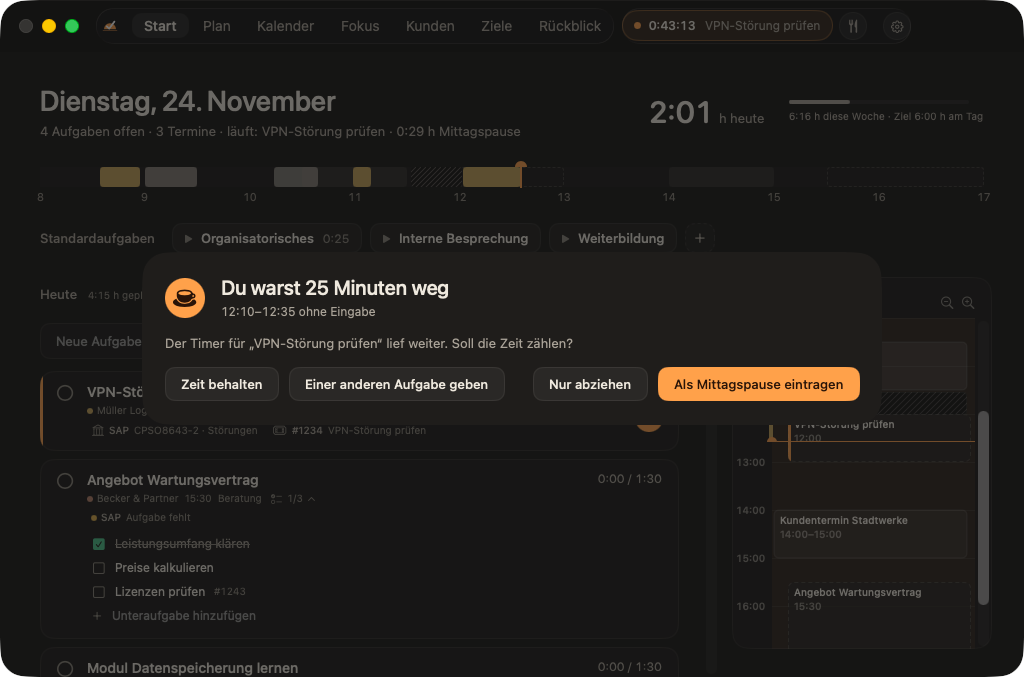 Start Plan Kalender Fokus Kunden Ziele Rückblick 0:43:13 VPN-Störung prüfen
Dienstag, 24. November
4 Aufgaben offen · 3 Termine · läuft: VPN-Störung prüfen · 0:29 h Mittagspause
2:01 h heute
6:16 h diese Woche · Ziel 6:00 h am Tag
8 9 10 11 12 13 14 15 16 17
Standardaufgaben Organisatorisches 0:25 Interne Besprechung Weiterbildung +
Heute 4:15 h
Neue Aufgabe
Du warst 25 Minuten weg
12:10–12:35 ohne Eingabe
Der Timer für „VPN-Störung prüfen“ lief weiter. Soll die Zeit zählen?
Zeit behalten Einer anderen Aufgabe geben Nur abziehen Als Mittagspause eintragen
SAP CPSO8643-2 · Störungen #1234 VPN-Störung prüfen
VPN-Störung prüfen
12:00
Angebot Wartungsvertrag 0:00 / 1:30
Becker & Partner 15:30 Beratung 1/3
SAP Aufgabe fehlt
Leistungsumfang klären
Preise kalkulieren
Lizenzen prüfen #1243
+ Unteraufgabe hinzufügen
Modul Datenspeicherung lernen 0:00 / 1:30
13:00
14:00
Kundentermin Stadtwerke
14:00–15:00
15:00
Angebot Wartungsvertrag
15:30
16:00